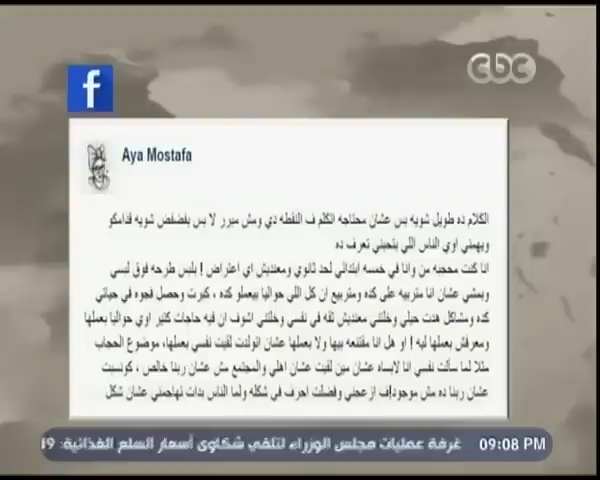 cbc
f
Aya Mostafa
الكلام ده طويل شويه بس عشان محتاجه اتكلم ف النقطه دي ومش مبرر لا بس بفضفض شويه قدامكو
ويهمني اوي الناس اللي بتحبني تعرف ده
انا كنت محجبه من وانا في خمسه ابتدائي لحد ثانوي ومعنديش اي اعتراض ! بلبس طرحه فوق لبسي
وبمشي عشان انا متربيه على كده ومتربيع ان كل اللي حواليا بيعملو كده ، كبرت وحصل فجوه في حياتي
كده ومشاكل هدت حيلي وخلتني معنديش ثقه في نفسي وخلتني اشوف ان فيه حاجات كتير اوي حواليا بعملها
ومعرفش بعملها ليه ! او هل انا مقتنعه بيها ولا بعملها عشان اتولدت لقيت نفسي بعملها، موضوع الحجاب
مثلا لما سألت نفسي انا لابساه عشان مين لقيت عشان اهلي والمجتمع مش عشان ربنا خالص ، كونسبت
عشان ربنا ده مش موجود!ف ازعجني وفضلت احرف في شكله ولما الناس بدات تهاجمني عشان شكل
09:08 PM
غرفة عمليات مجلس الوزراء لتلقي شكاوى أسعار السلع الغذائية: 19